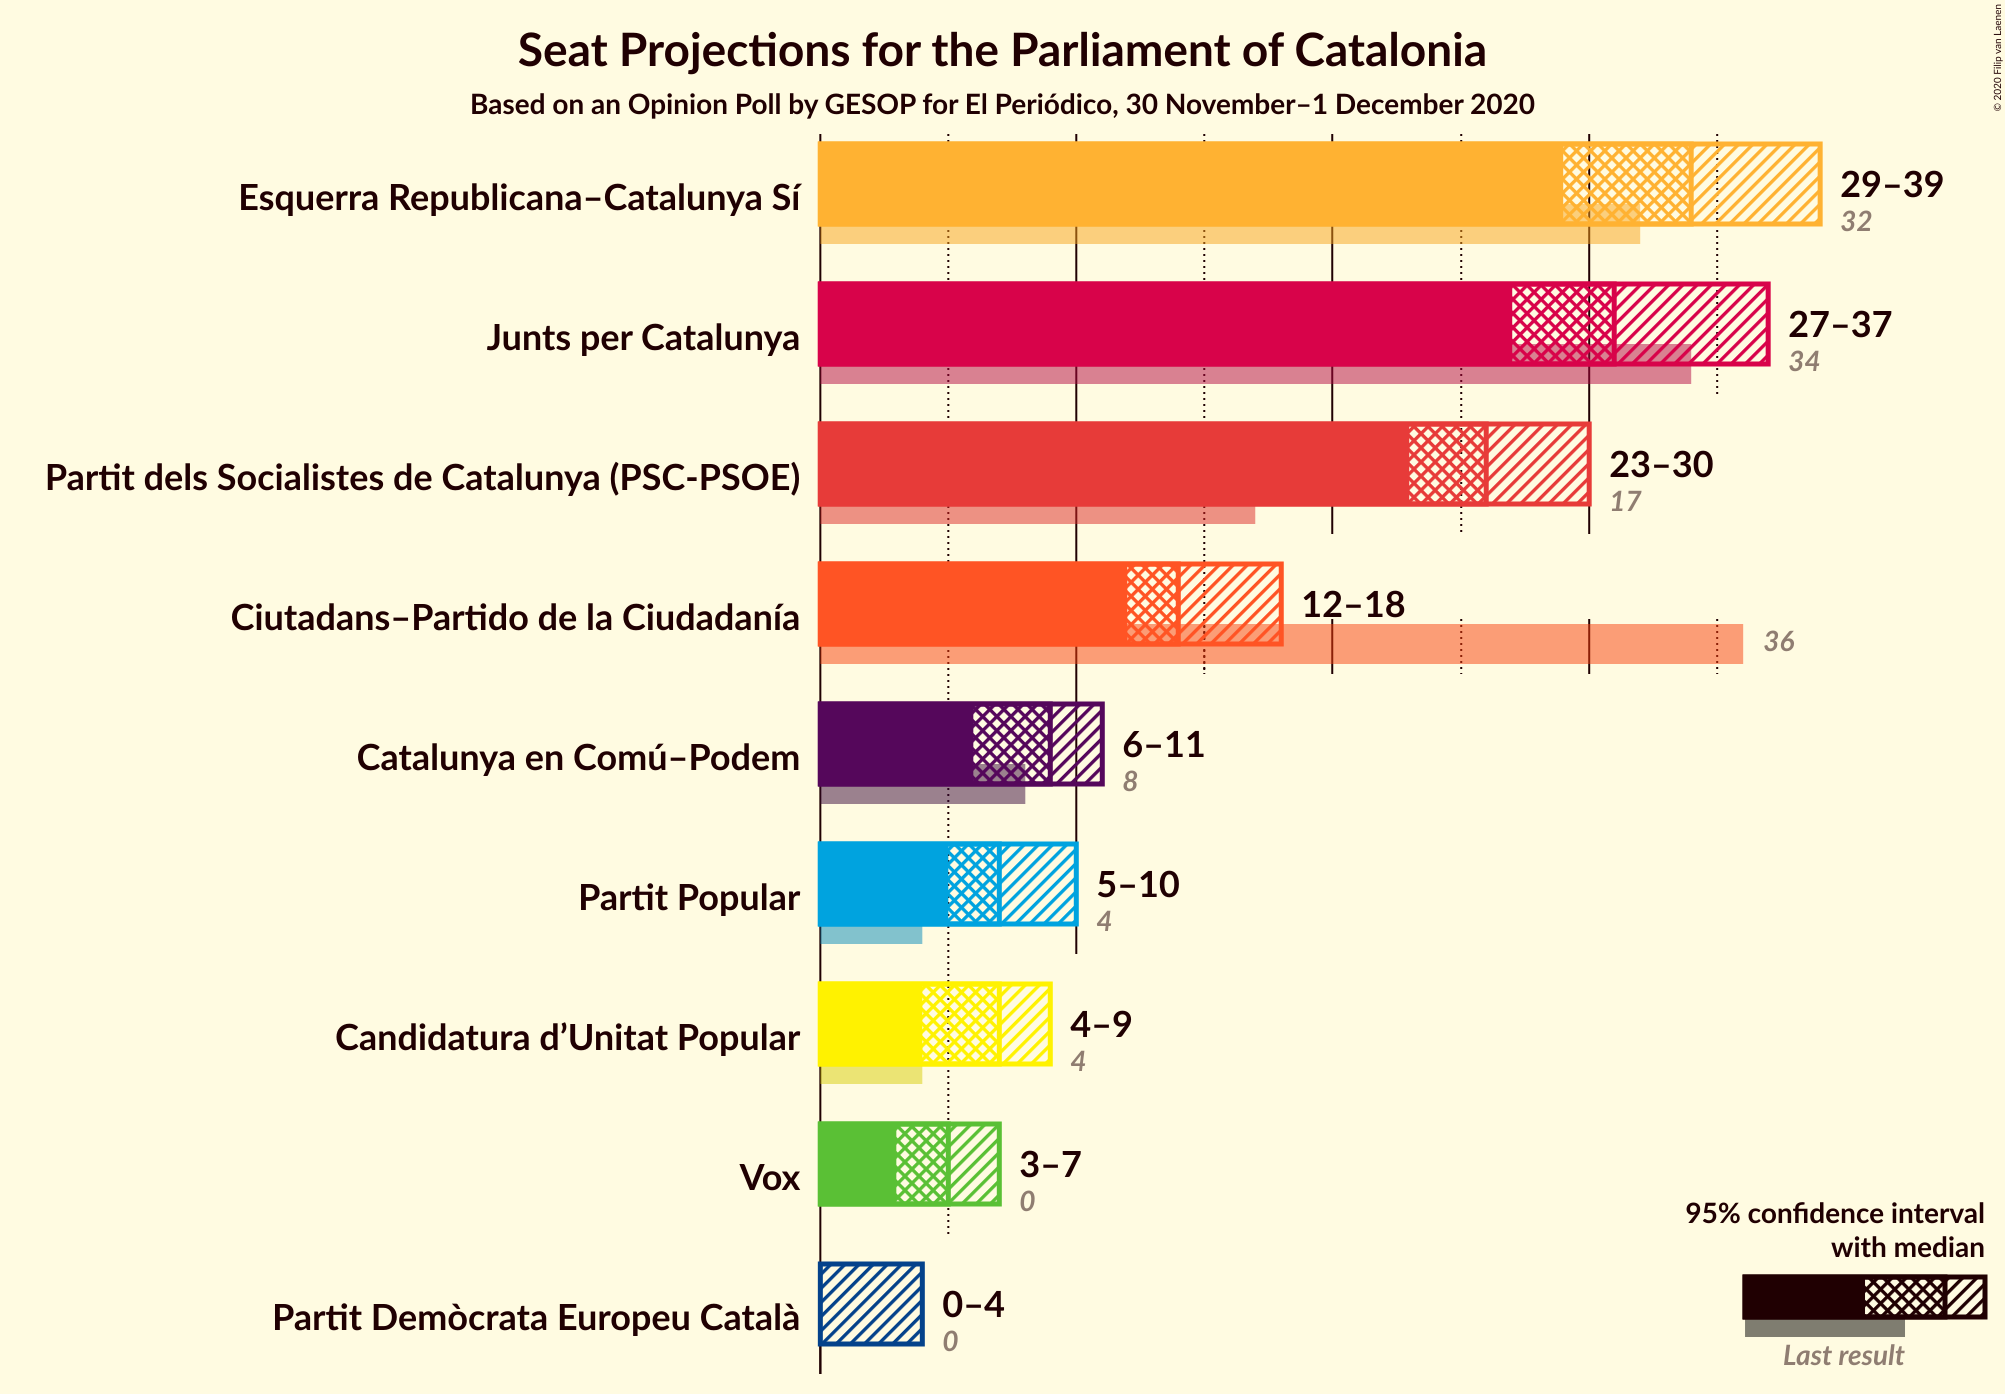 Seat Projections for the Parliament of Catalonia
Based on an Opinion Poll by GESOP for El Periódico, 30 November–1 December 2020
© 2020 Filip van Laenen
Esquerra Republicana–Catalunya Sí
29–39
32
Junts per Catalunya
27–37
34
Partit dels Socialistes de Catalunya (PSC-PSOE)
23–30
17
Ciutadans–Partido de la Ciudadanía
12–18
36
Catalunya en Comú–Podem
6–11
8
Partit Popular
5–10
4
Candidatura d’Unitat Popular
4–9
4
Vox
3–7
0
Partit Demòcrata Europeu Català
0–4
0
95% confidence interval
with median
Last result